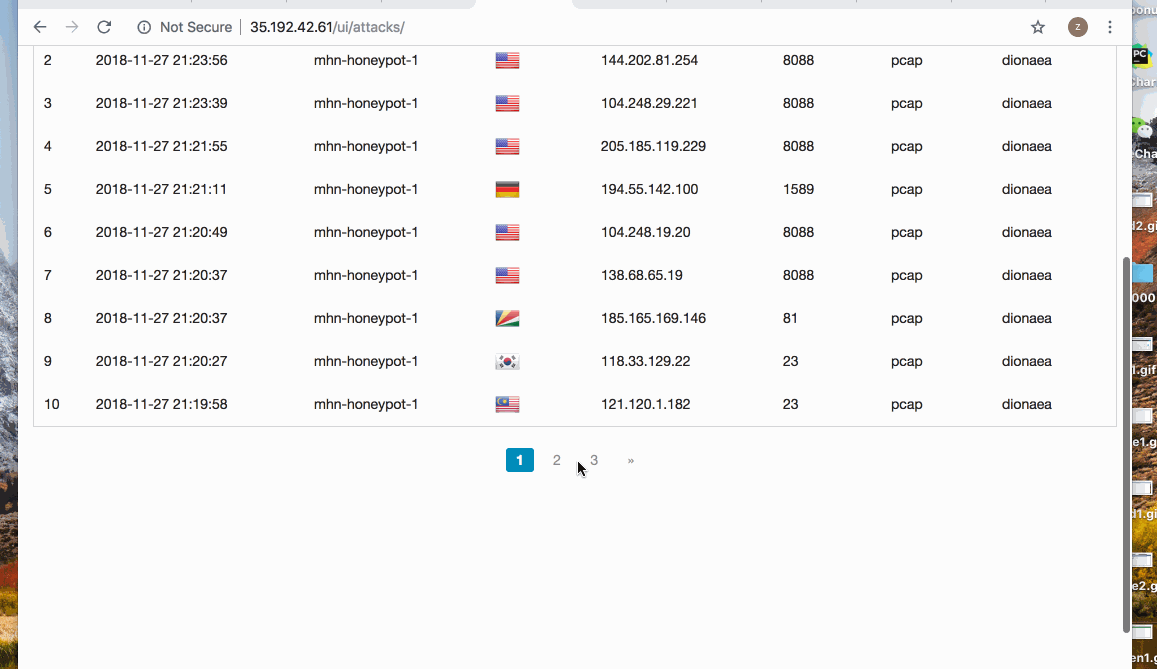 Not Secure 35.192.42.61/ui/attacks/ z
2 2018-11-27 21:23:56 mhn-honeypot-1 144.202.81.254 8088 pcap dionaea
3 2018-11-27 21:23:39 mhn-honeypot-1 104.248.29.221 8088 pcap dionaea
4 2018-11-27 21:21:55 mhn-honeypot-1 205.185.119.229 8088 pcap dionaea
5 2018-11-27 21:21:11 mhn-honeypot-1 194.55.142.100 1589 pcap dionaea
6 2018-11-27 21:20:49 mhn-honeypot-1 104.248.19.20 8088 pcap dionaea
7 2018-11-27 21:20:37 mhn-honeypot-1 138.68.65.19 8088 pcap dionaea
8 2018-11-27 21:20:37 mhn-honeypot-1 185.165.169.146 81 pcap dionaea
9 2018-11-27 21:20:27 mhn-honeypot-1 118.33.129.22 23 pcap dionaea
10 2018-11-27 21:19:58 mhn-honeypot-1 121.120.1.182 23 pcap dionaea
1 2 3 »
PC